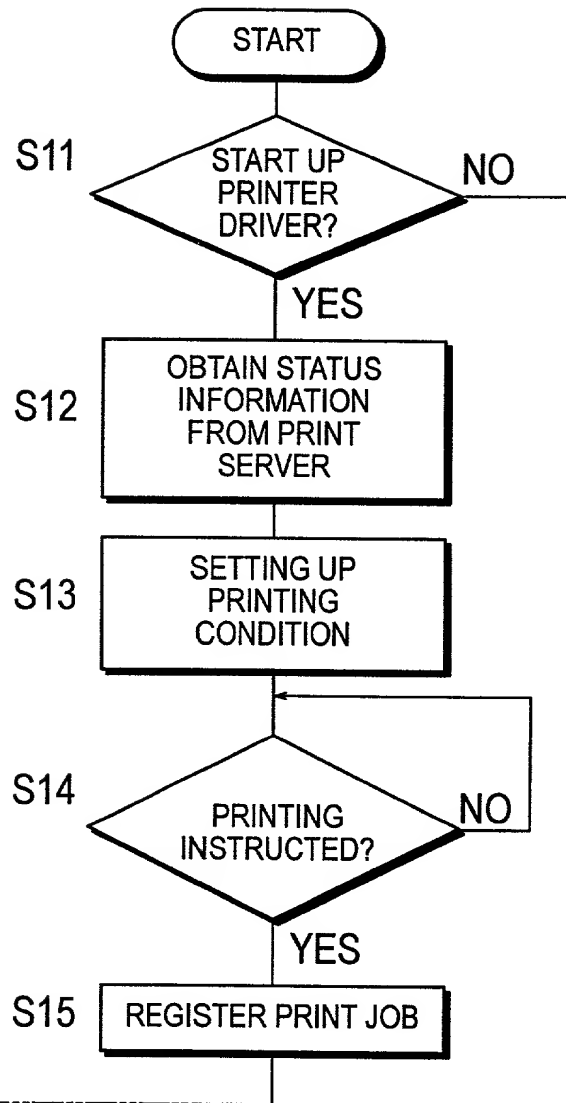 START
S11
START UP
PRINTER
DRIVER?
NO
YES
S12
OBTAIN STATUS
INFORMATION
FROM PRINT
SERVER
S13
SETTING UP
PRINTING
CONDITION
S14
PRINTING
INSTRUCTED?
NO
YES
S15
REGISTER PRINT JOB